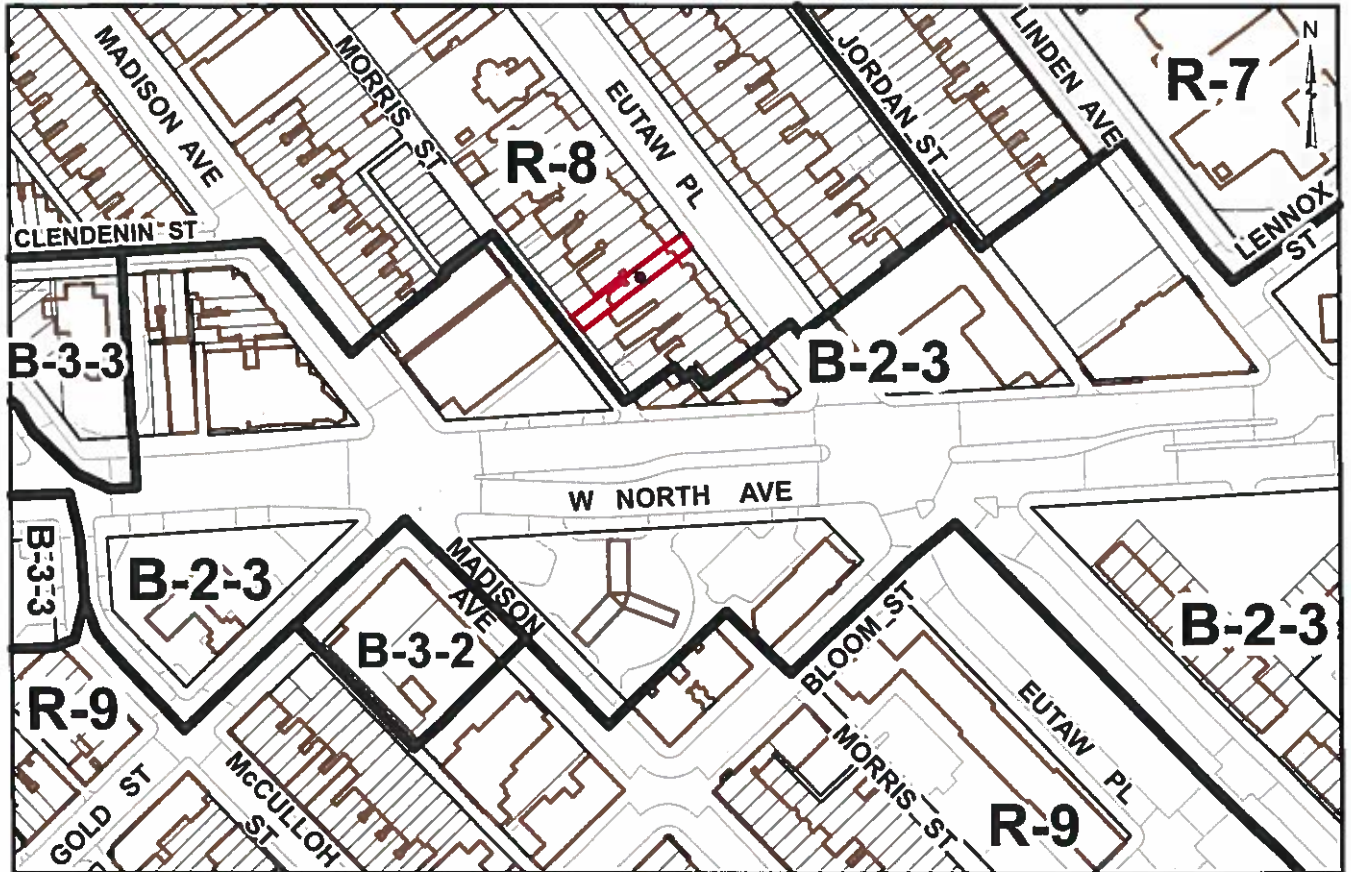 MADISON AVE
MORRIS ST
EUTAW PL
JORDAN ST
LINDEN AVE
N
R-7
R-8
LENNOX
ST
CLENDENIN ST
B-3-3
B-2-3
W NORTH AVE
B-3-3
B-2-3
MADISON
AVE
B-3-2
BLOOM ST
B-2-3
R-9
EUTAW PL
GOLD ST
McCULLOH
ST
MORRIS ST
R-9